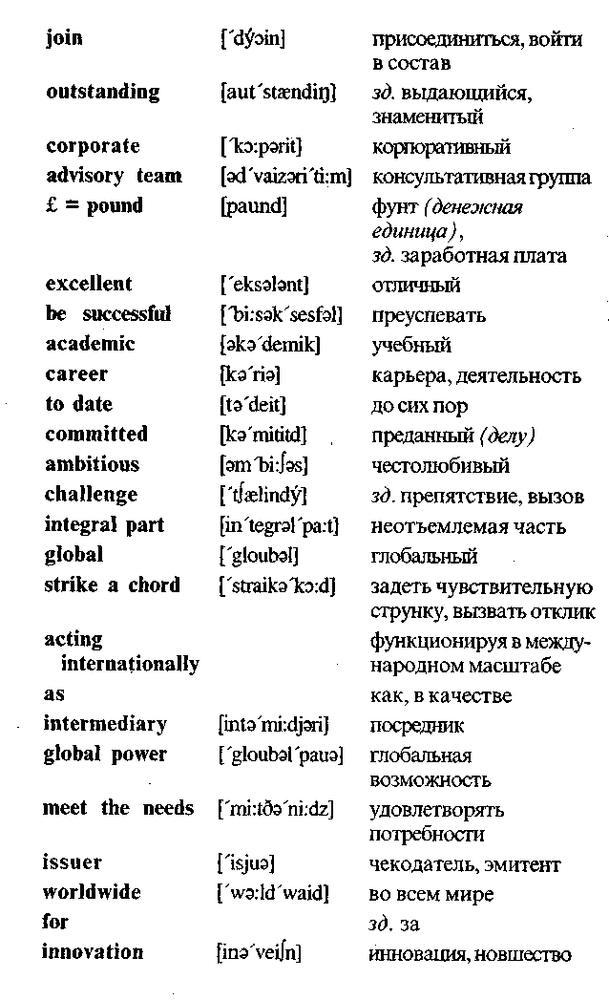 join ['dýɔin] присоединиться, войти
в состав
outstanding [aut'stændiŋ] зд. выдающийся,
знаменитый
corporate ['kɔ:pərit] корпоративный
advisory team [əd'vaizəri'ti:m] консультативная группа
£ = pound [paund] фунт (денежная
единица),
зд. заработная плата
excellent ['eksələnt] отличный
be successful ['bi:sək'sesfəl] преуспевать
academic [əkə'demik] учебный
career [kə'riə] карьера, деятельность
to date [tə'deit] до сих пор
committed [kə'mititd] преданный (делу)
ambitious [əm'bi:ʃəs] честолюбивый
challenge ['tʃælindý] зд. препятствие, вызов
integral part [in'tegrəl'pa:t] неотъемлемая часть
global ['gloubəl] глобальный
strike a chord ['straikə'kɔ:d] задеть чувствительную
струнку, вызвать отклик
acting функционируя в между-
internationally народном масштабе
as как, в качестве
intermediary [intə'mi:djəri] посредник
global power ['gloubəl'pauə] глобальная
возможность
meet the needs ['mi:tðə'ni:dz] удовлетворять
потребности
issuer ['isjuə] чекодатель, эмитент
worldwide ['wə:ld'waid] во всем мире
for зд. за
innovation [inə'veiʃn] инновация, новшество